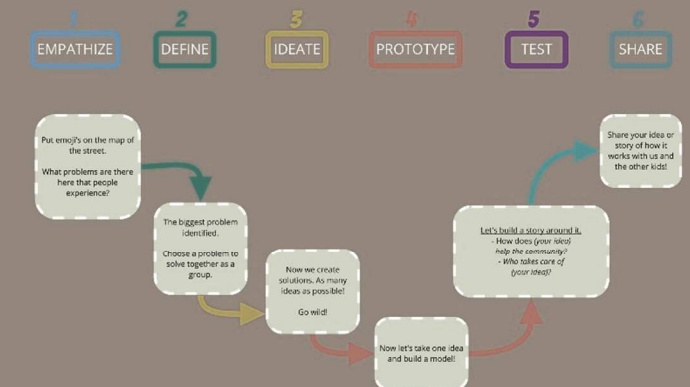 1
2
3
4
5
6
EMPATHIZE
DEFINE
IDEATE
PROTOTYPE
TEST
SHARE
Put emoji's on the map of
the street.
What problems are there
here that people
experience?
The biggest problem
identified.
Choose a problem to
solve together as a
group.
Now we create
solutions. As many
ideas as possible!
Go wild!
Now let's take one idea
and build a model!
Let's build a story around it.
- How does (your idea)
help the community?
- Who takes care of
(your idea)?
Share your idea or
story of how it
works with us and
the other kids!